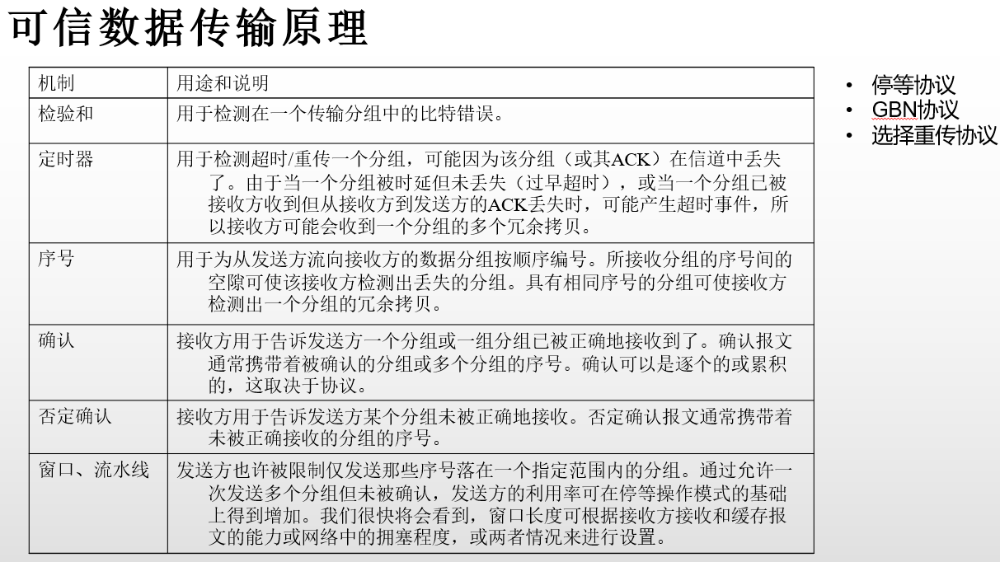 可信数据传输原理
机制
用途和说明
检验和
用于检测在一个传输分组中的比特错误。
定时器
用于检测超时/重传一个分组，可能因为该分组（或其ACK）在信道中丢失
了。由于当一个分组被时延但未丢失（过早超时），或当一个分组已被
接收方收到但从接收方到发送方的ACK丢失时，可能产生超时事件，所
以接收方可能会收到一个分组的多个冗余拷贝。
序号
用于为从发送方流向接收方的数据分组按顺序编号。所接收分组的序号间的
空隙可使该接收方检测出丢失的分组。具有相同序号的分组可使接收方
检测出一个分组的冗余拷贝。
确认
接收方用于告诉发送方一个分组或一组分组已被正确地接收到了。确认报文
通常携带着被确认的分组或多个分组的序号。确认可以是逐个的或累积
的，这取决于协议。
否定确认
接收方用于告诉发送方某个分组未被正确地接收。否定确认报文通常携带着
未被正确接收的分组的序号。
窗口、流水线
发送方也许被限制仅发送那些序号落在一个指定范围内的分组。通过允许一
次发送多个分组但未被确认，发送方的利用率可在停等操作模式的基础
上得到增加。我们很快将会看到，窗口长度可根据接收方接收和缓存报
文的能力或网络中的拥塞程度，或两者情况来进行设置。
• 停等协议
• GBN协议
• 选择重传协议